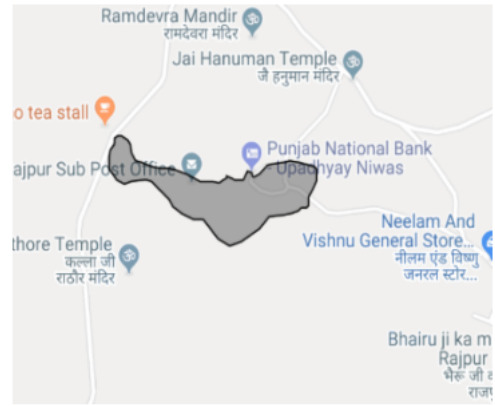 Ramdevra Mandir
रामदेवरा मंदिर
Jai Hanuman Temple
जै हनुमान मंदिर
o tea stall
Punjab National Bank
- Upadhyay Niwas
ajpur Sub Post Office
Neelam And
Vishnu General Store...
नीलम एंड विष्णु
जनरल स्टोर...
thore Temple
कल्ला जी
राठौर मंदिर
Bhairu ji ka m
Rajpur
भैरू जी क
राजपु